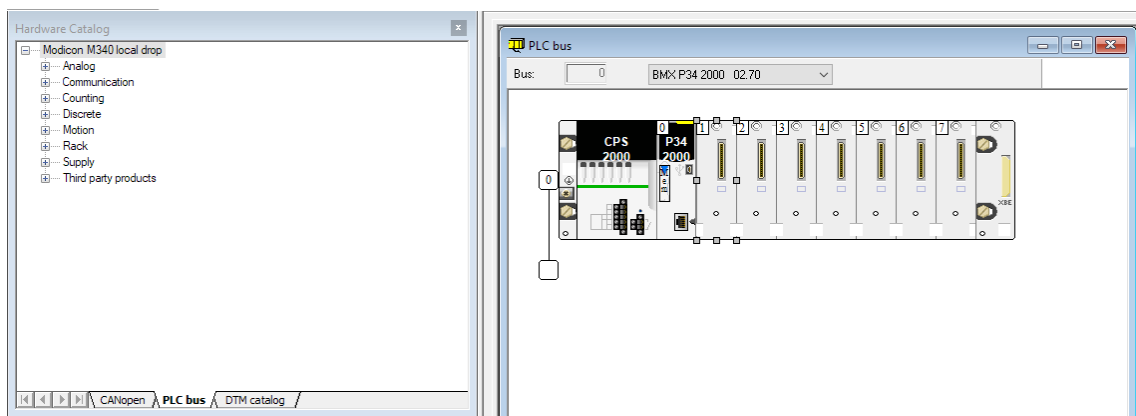 Hardware Catalog
x
Modicon M340 local drop
Analog
Communication
Counting
Discrete
Motion
Rack
Supply
Third party products
CANopen
PLC bus
DTM catalog
PLC bus
Bus:
0
BMX P34 2000 02.70
0
CPS
2000
0
P34
2000
1
2
3
4
5
6
7
XBE